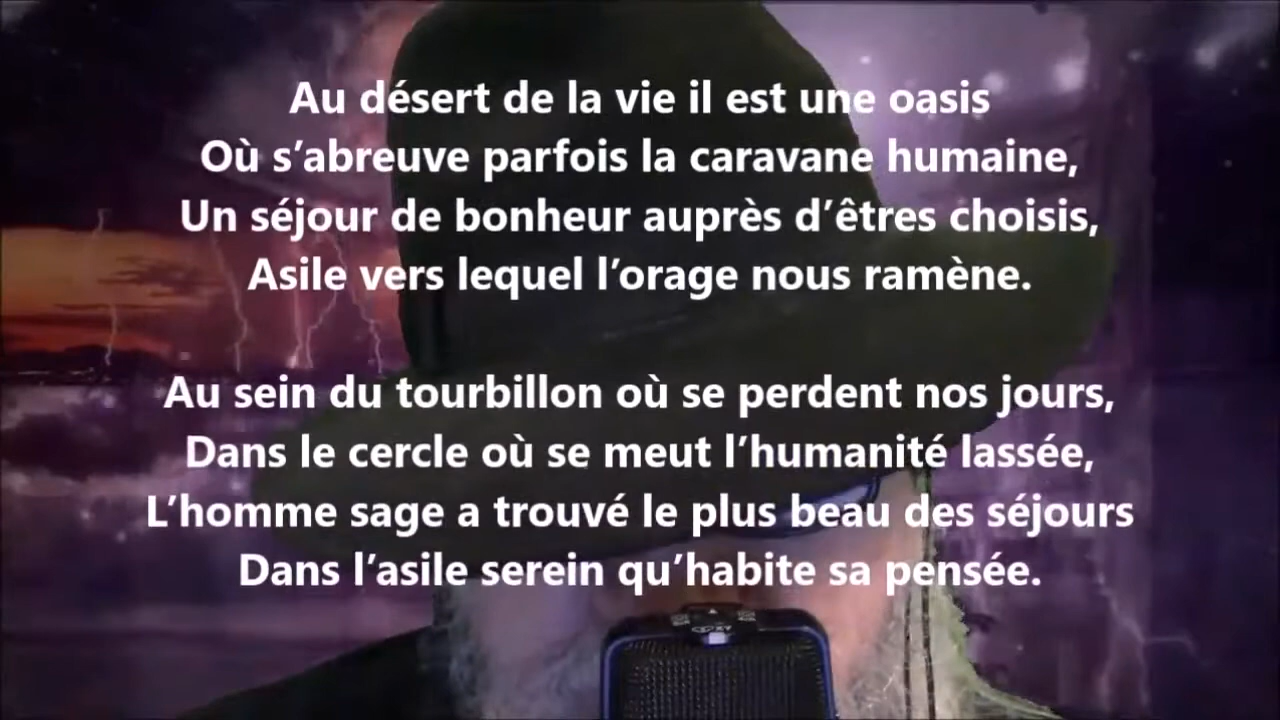 Au désert de la vie il est une oasis
Où s’abreuve parfois la caravane humaine,
Un séjour de bonheur auprès d’êtres choisis,
Asile vers lequel l’orage nous ramène.
Au sein du tourbillon où se perdent nos jours,
Dans le cercle où se meut l’humanité lassée,
L’homme sage a trouvé le plus beau des séjours
Dans l’asile serein qu’habite sa pensée.